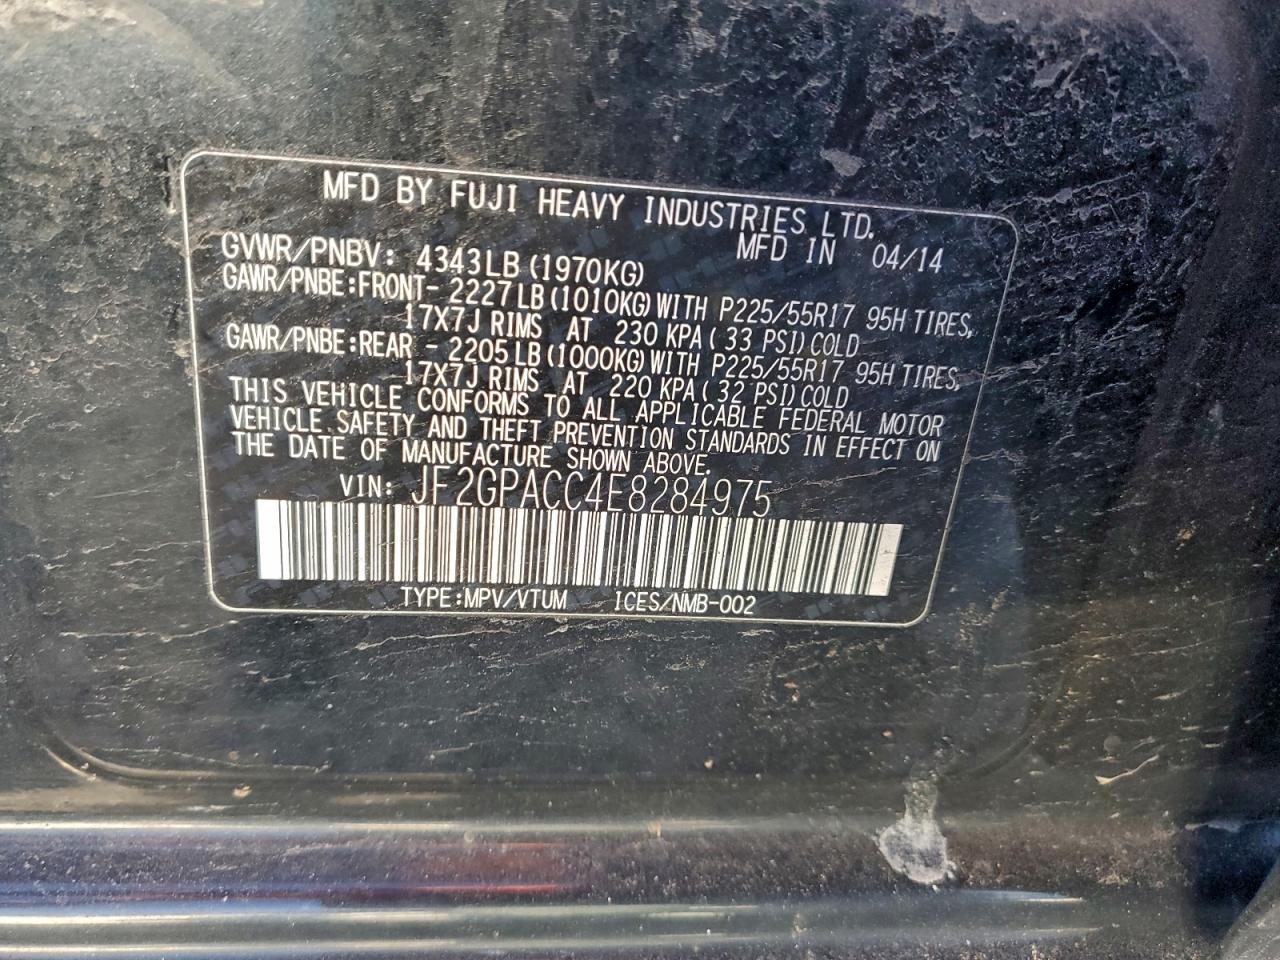 MFD BY FUJI HEAVY INDUSTRIES LTD.
MFD IN 04/14
GVWR/PNBV: 4343LB (1970KG)
GAWR/PNBE:FRONT- 2227LB (1010KG) WITH P225/55R17 95H TIRES,
17X7J RIMS AT 230 KPA ( 33 PSI) COLD
GAWR/PNBE:REAR - 2205LB (1000KG) WITH P225/55R17 95H TIRES,
17X7J RIMS AT 220 KPA ( 32 PSI) COLD
THIS VEHICLE CONFORMS TO ALL APPLICABLE FEDERAL MOTOR
VEHICLE SAFETY AND THEFT PREVENTION STANDARDS IN EFFECT ON
THE DATE OF MANUFACTURE SHOWN ABOVE.
VIN: JF2GPACC4E8284975
TYPE:MPV/VTUM ICES/NMB-002